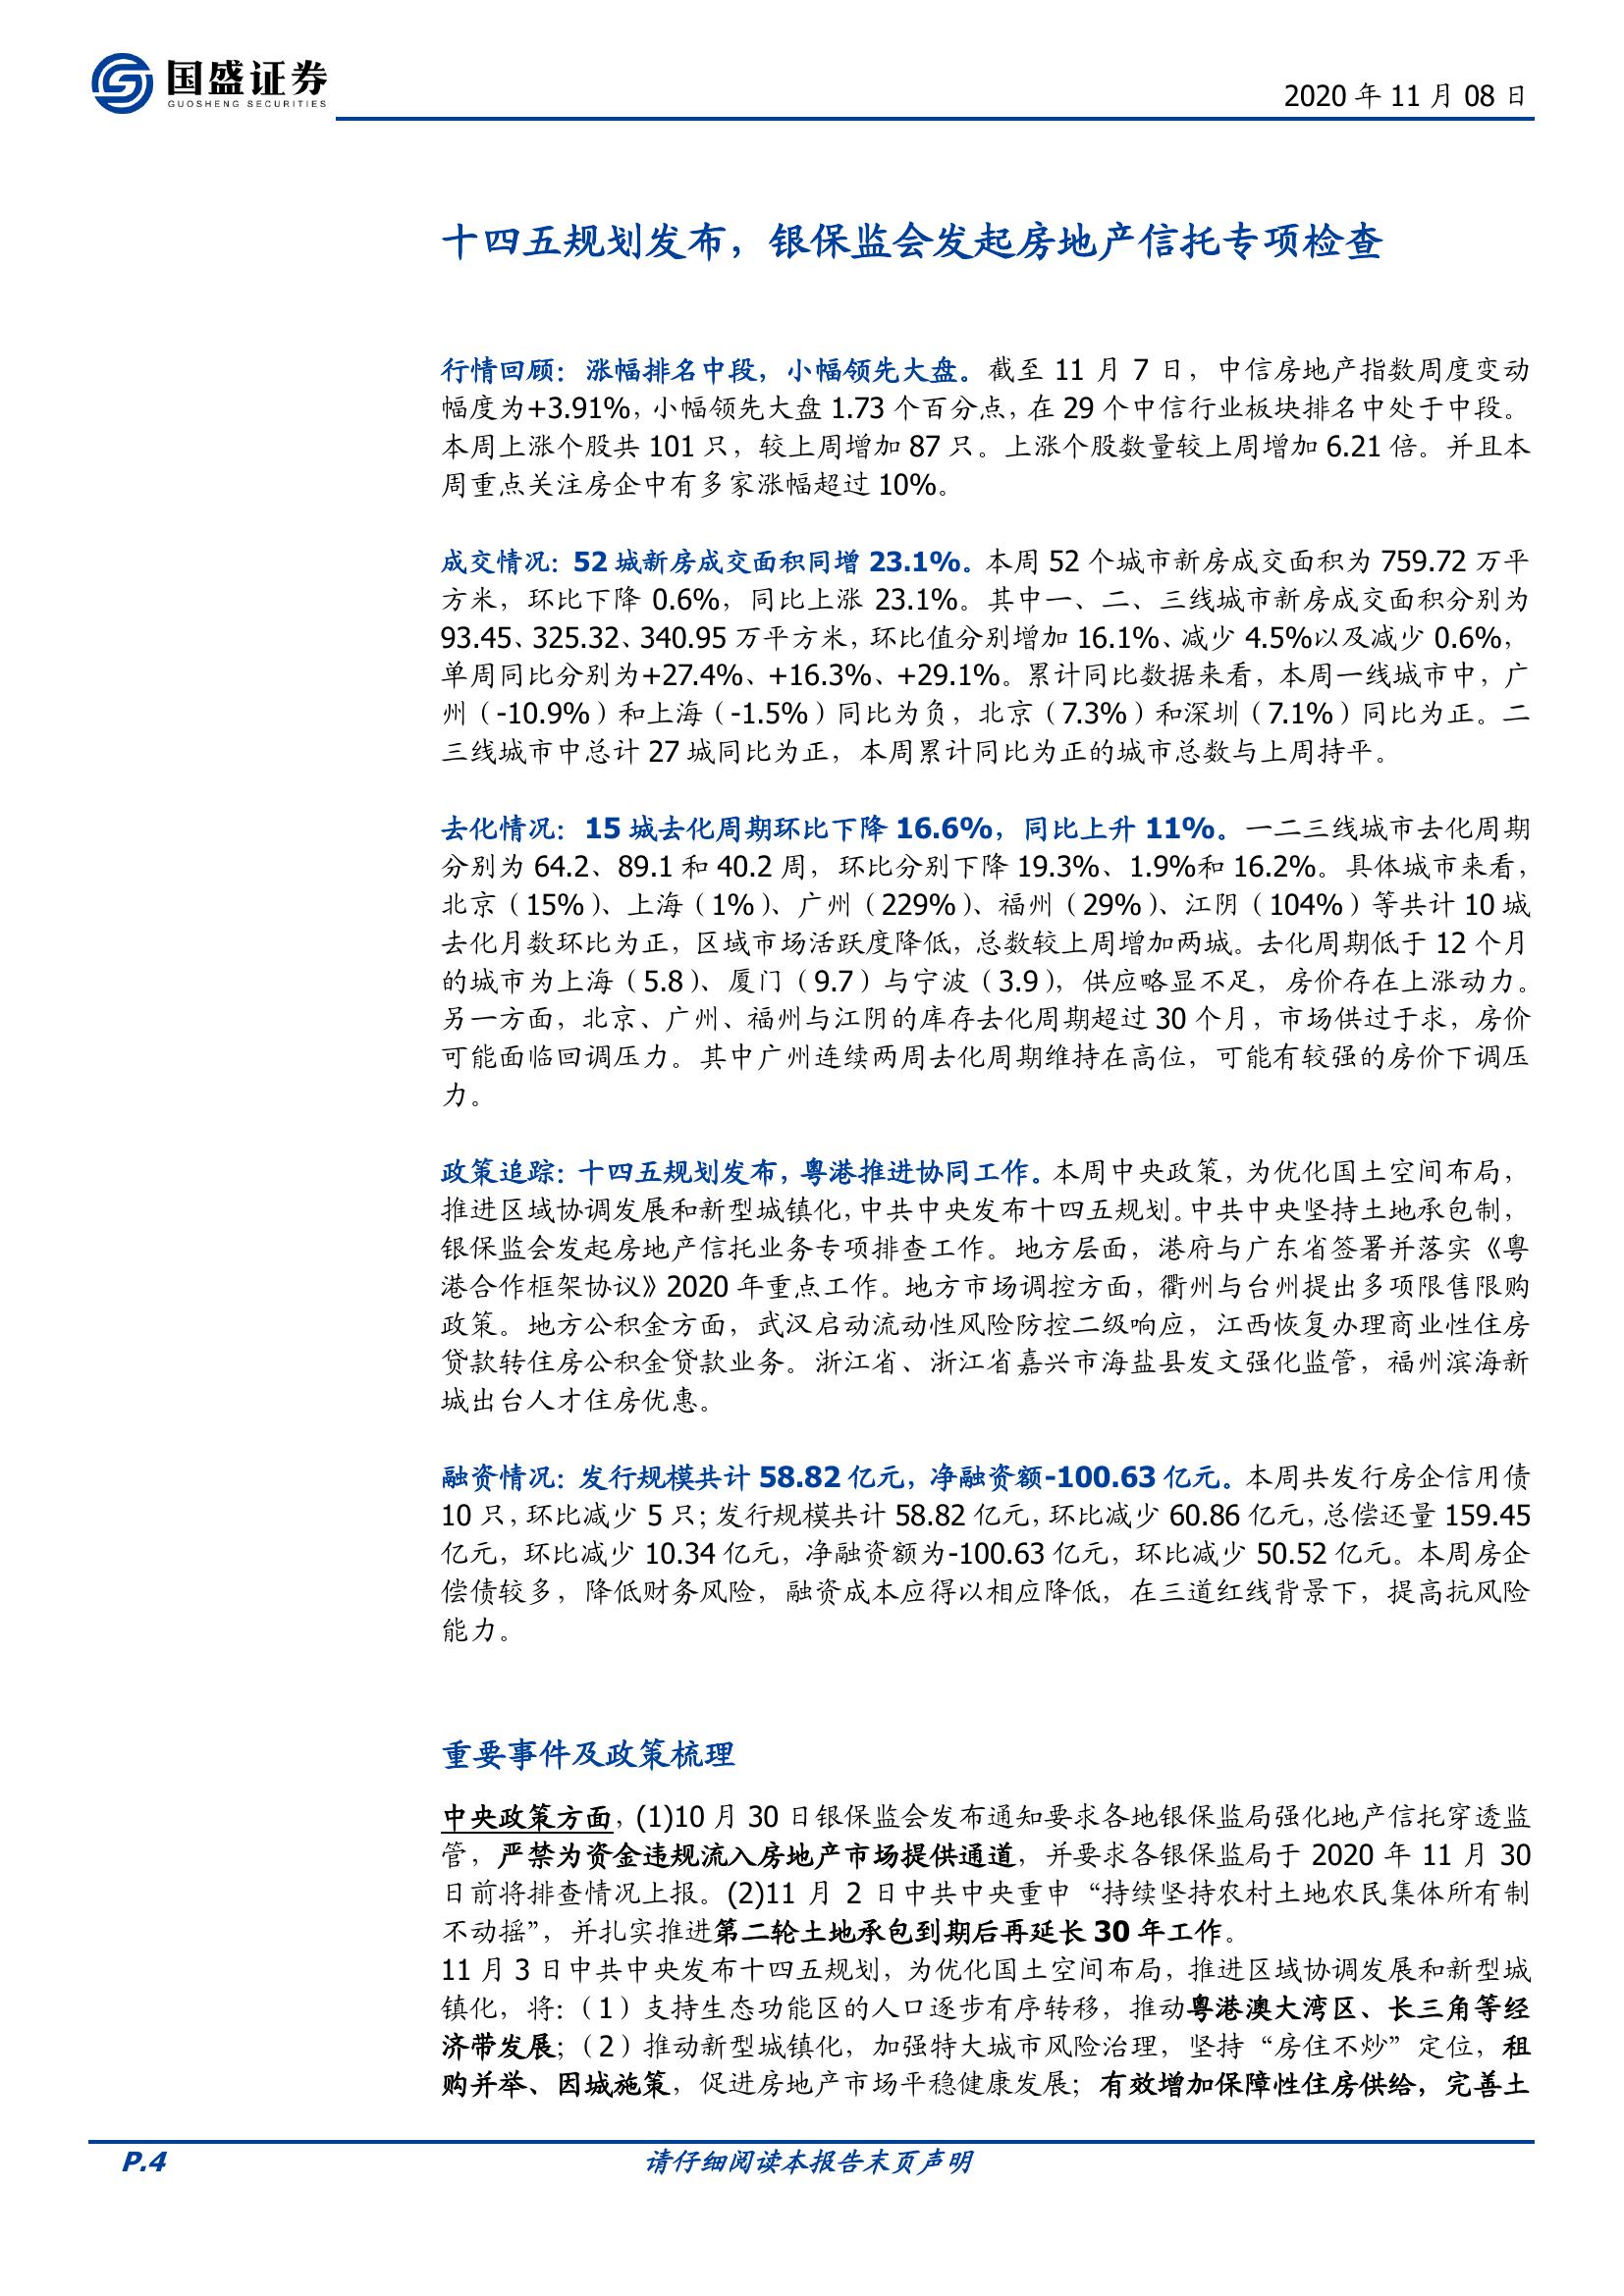 国盛证券
GUOSHENG SECURITIES
2020 年 11 月 08 日
十四五规划发布，银保监会发起房地产信托专项检查
行情回顾：涨幅排名中段，小幅领先大盘。截至 11 月 7 日，中信房地产指数周度变动
幅度为+3.91%，小幅领先大盘 1.73 个百分点，在 29 个中信行业板块排名中处于中段。
本周上涨个股共 101 只，较上周增加 87 只。上涨个股数量较上周增加 6.21 倍。并且本
周重点关注房企中有多家涨幅超过 10%。
成交情况：52 城新房成交面积同增 23.1%。本周 52 个城市新房成交面积为 759.72 万平
方米，环比下降 0.6%，同比上涨 23.1%。其中一、二、三线城市新房成交面积分别为
93.45、325.32、340.95 万平方米，环比值分别增加 16.1%、减少 4.5%以及减少 0.6%，
单周同比分别为+27.4%、+16.3%、+29.1%。累计同比数据来看，本周一线城市中，广
州（-10.9%）和上海（-1.5%）同比为负，北京（7.3%）和深圳（7.1%）同比为正。二
三线城市中总计 27 城同比为正，本周累计同比为正的城市总数与上周持平。
去化情况：15 城去化周期环比下降 16.6%，同比上升 11%。一二三线城市去化周期
分别为 64.2、89.1 和 40.2 周，环比分别下降 19.3%、1.9%和 16.2%。具体城市来看，
北京（15%）、上海（1%）、广州（229%）、福州（29%）、江阴（104%）等共计 10 城
去化月数环比为正，区域市场活跃度降低，总数较上周增加两城。去化周期低于 12 个月
的城市为上海（5.8）、厦门（9.7）与宁波（3.9），供应略显不足，房价存在上涨动力。
另一方面，北京、广州、福州与江阴的库存去化周期超过 30 个月，市场供过于求，房价
可能面临回调压力。其中广州连续两周去化周期维持在高位，可能有较强的房价下调压
力。
政策追踪：十四五规划发布，粤港推进协同工作。本周中央政策，为优化国土空间布局，
推进区域协调发展和新型城镇化，中共中央发布十四五规划。中共中央坚持土地承包制，
银保监会发起房地产信托业务专项排查工作。地方层面，港府与广东省签署并落实《粤
港合作框架协议》2020 年重点工作。地方市场调控方面，衢州与台州提出多项限售限购
政策。地方公积金方面，武汉启动流动性风险防控二级响应，江西恢复办理商业性住房
贷款转住房公积金贷款业务。浙江省、浙江省嘉兴市海盐县发文强化监管，福州滨海新
城出台人才住房优惠。
融资情况：发行规模共计 58.82 亿元，净融资额-100.63 亿元。本周共发行房企信用债
10 只，环比减少 5 只；发行规模共计 58.82 亿元，环比减少 60.86 亿元，总偿还量 159.45
亿元，环比减少 10.34 亿元，净融资额为-100.63 亿元，环比减少 50.52 亿元。本周房企
偿债较多，降低财务风险，融资成本应得以相应降低，在三道红线背景下，提高抗风险
能力。
重要事件及政策梳理
中央政策方面，(1)10 月 30 日银保监会发布通知要求各地银保监局强化地产信托穿透监
管，严禁为资金违规流入房地产市场提供通道，并要求各银保监局于 2020 年 11 月 30
日前将排查情况上报。(2)11 月 2 日中共中央重申“持续坚持农村土地农民集体所有制
不动摇”，并扎实推进第二轮土地承包到期后再延长 30 年工作。
11 月 3 日中共中央发布十四五规划，为优化国土空间布局，推进区域协调发展和新型城
镇化，将：（1）支持生态功能区的人口逐步有序转移，推动粤港澳大湾区、长三角等经
济带发展；（2）推动新型城镇化，加强特大城市风险治理，坚持“房住不炒”定位，租
购并举、因城施策，促进房地产市场平稳健康发展；有效增加保障性住房供给，完善土
P.4
请仔细阅读本报告末页声明